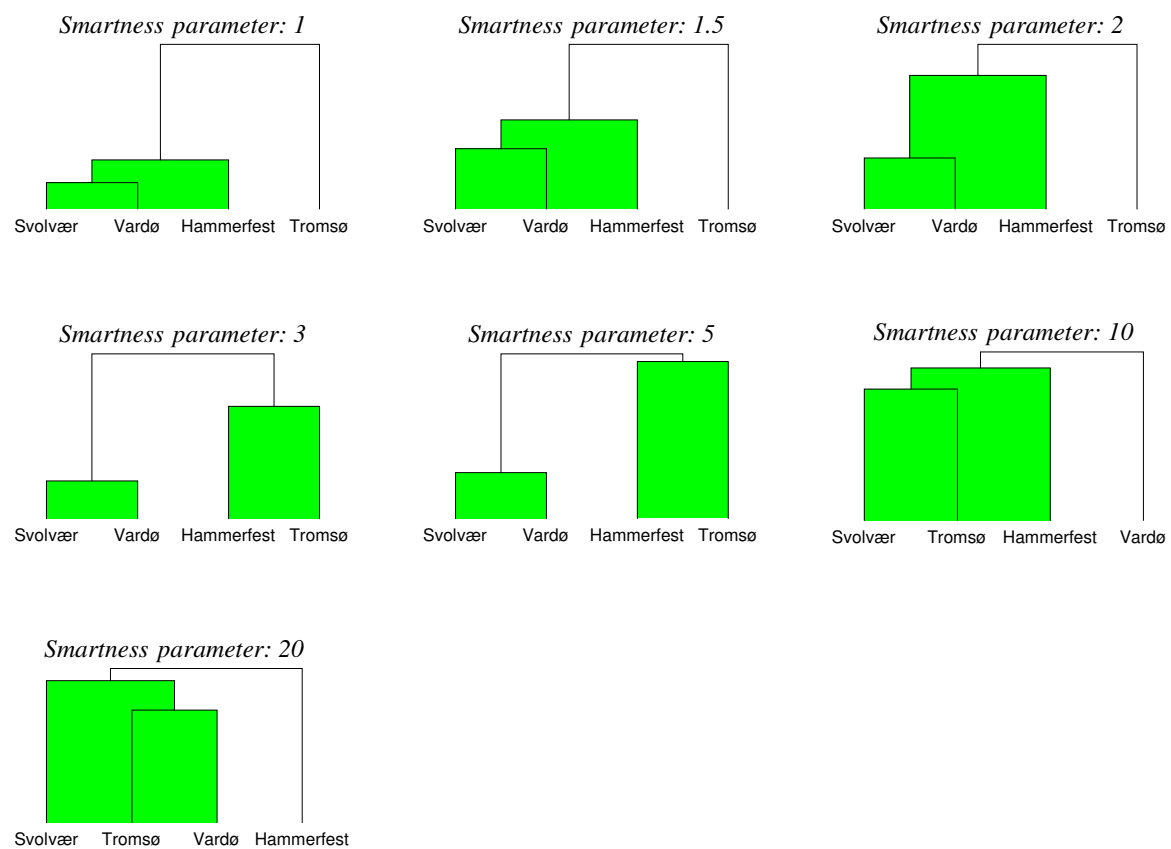 Smartness parameter: 1
Svolvær Vardø Hammerfest Tromsø
Smartness parameter: 1.5
Svolvær Vardø Hammerfest Tromsø
Smartness parameter: 2
Svolvær Vardø Hammerfest Tromsø
Smartness parameter: 3
Svolvær Vardø Hammerfest Tromsø
Smartness parameter: 5
Svolvær Vardø Hammerfest Tromsø
Smartness parameter: 10
Svolvær Tromsø Hammerfest Vardø
Smartness parameter: 20
Svolvær Tromsø Vardø Hammerfest